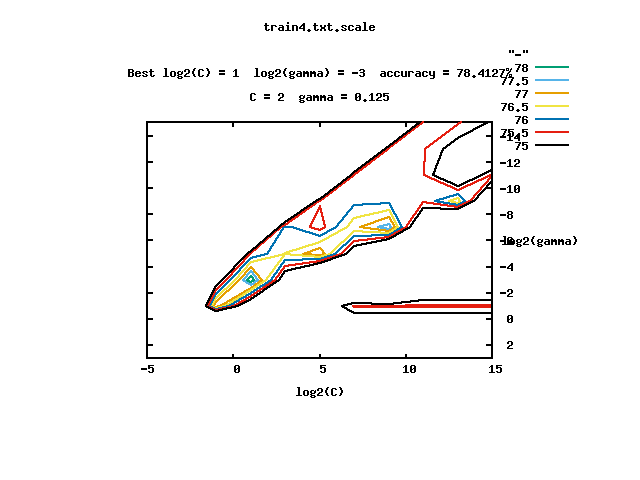 train4.txt.scale
"-"
Best log2(C) = 1  log2(gamma) = -3  accuracy = 78.4127%
78
77.5
77
76.5
76
75.5
75
C = 2  gamma = 0.125
-14
-12
-10
-8
-6
log2(gamma)
-4
-2
0
2
-5 0 5 10 15
log2(C)